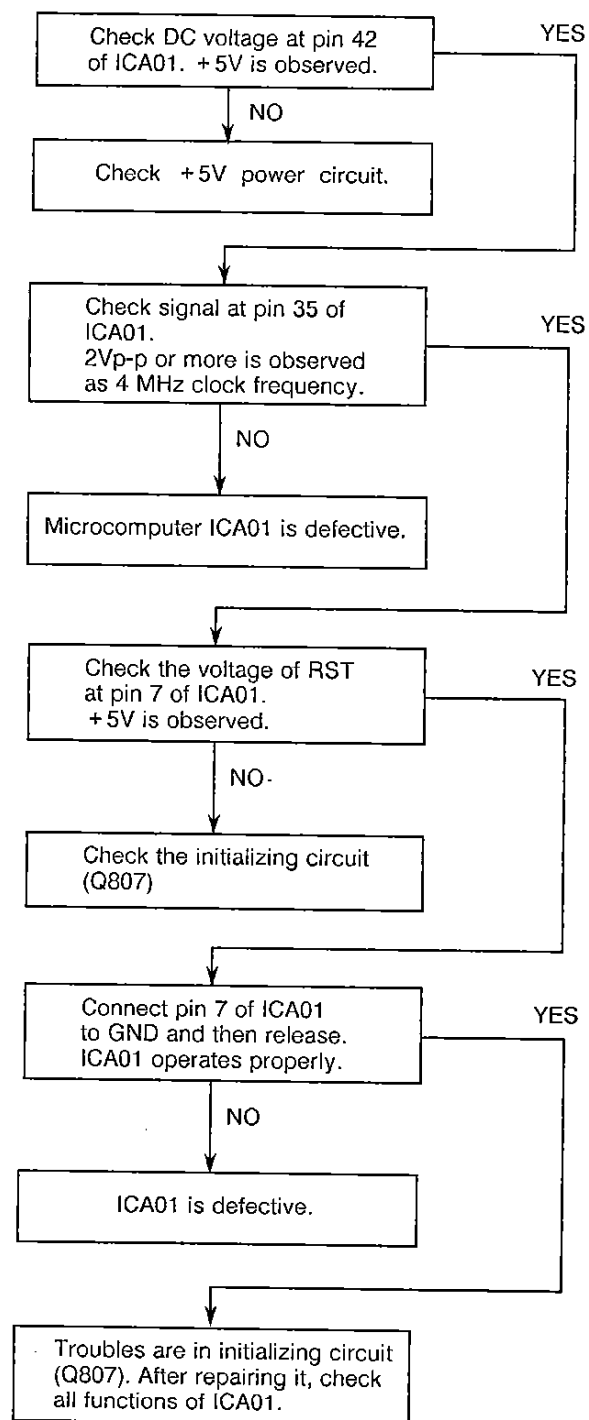 Check DC voltage at pin 42
of ICA01. +5V is observed.
YES
NO
Check +5V power circuit.
Check signal at pin 35 of
ICA01.
2Vp-p or more is observed
as 4 MHz clock frequency.
YES
NO
Microcomputer ICA01 is defective.
Check the voltage of RST
at pin 7 of ICA01.
+5V is observed.
YES
NO
Check the initializing circuit
(Q807)
Connect pin 7 of ICA01
to GND and then release.
ICA01 operates properly.
YES
NO
ICA01 is defective.
Troubles are in initializing circuit
(Q807). After repairing it, check
all functions of ICA01.